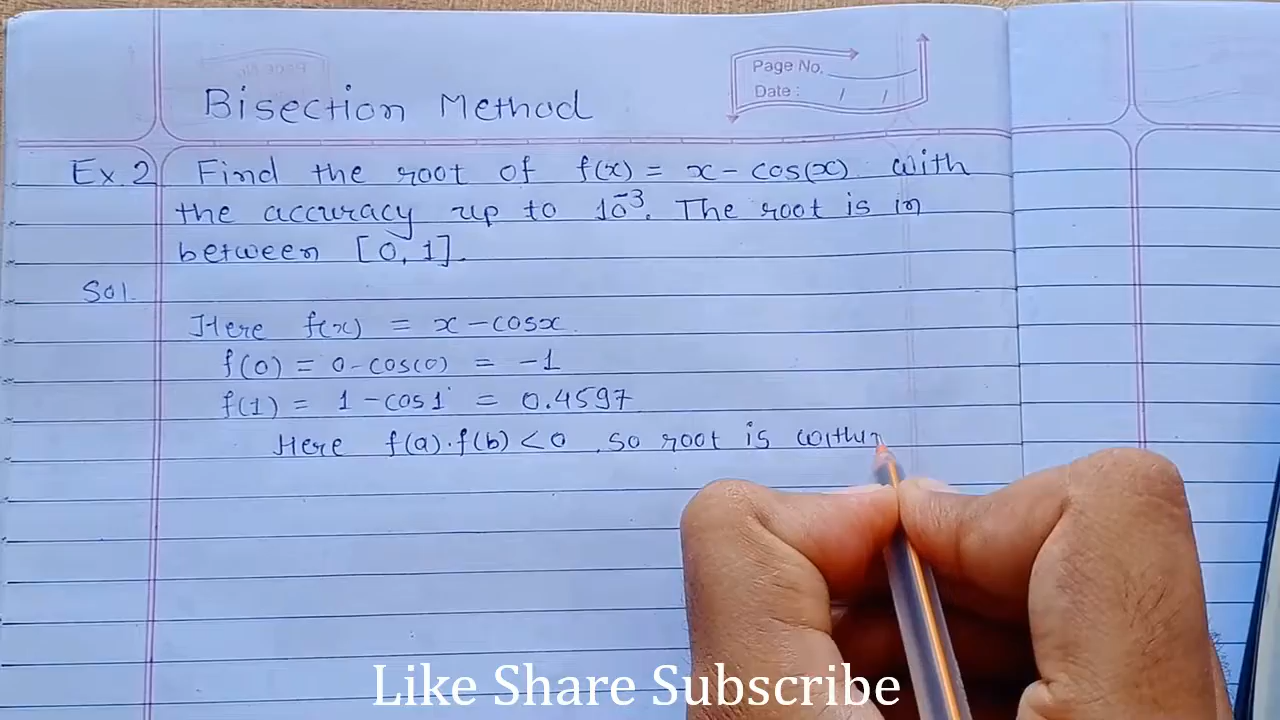 Page No.
Date : / /
Bisection Method
Ex. 2 Find the root of f(x) = x - cos(x) with
the accuracy up to 10⁻³. The root is in
between [0, 1].
Sol.
Here f(x) = x - cosx.
f(0) = 0 - cos(0) = -1
f(1) = 1 - cos1 = 0.4597
Here f(a).f(b) < 0, so root is
Like Share Subscribe